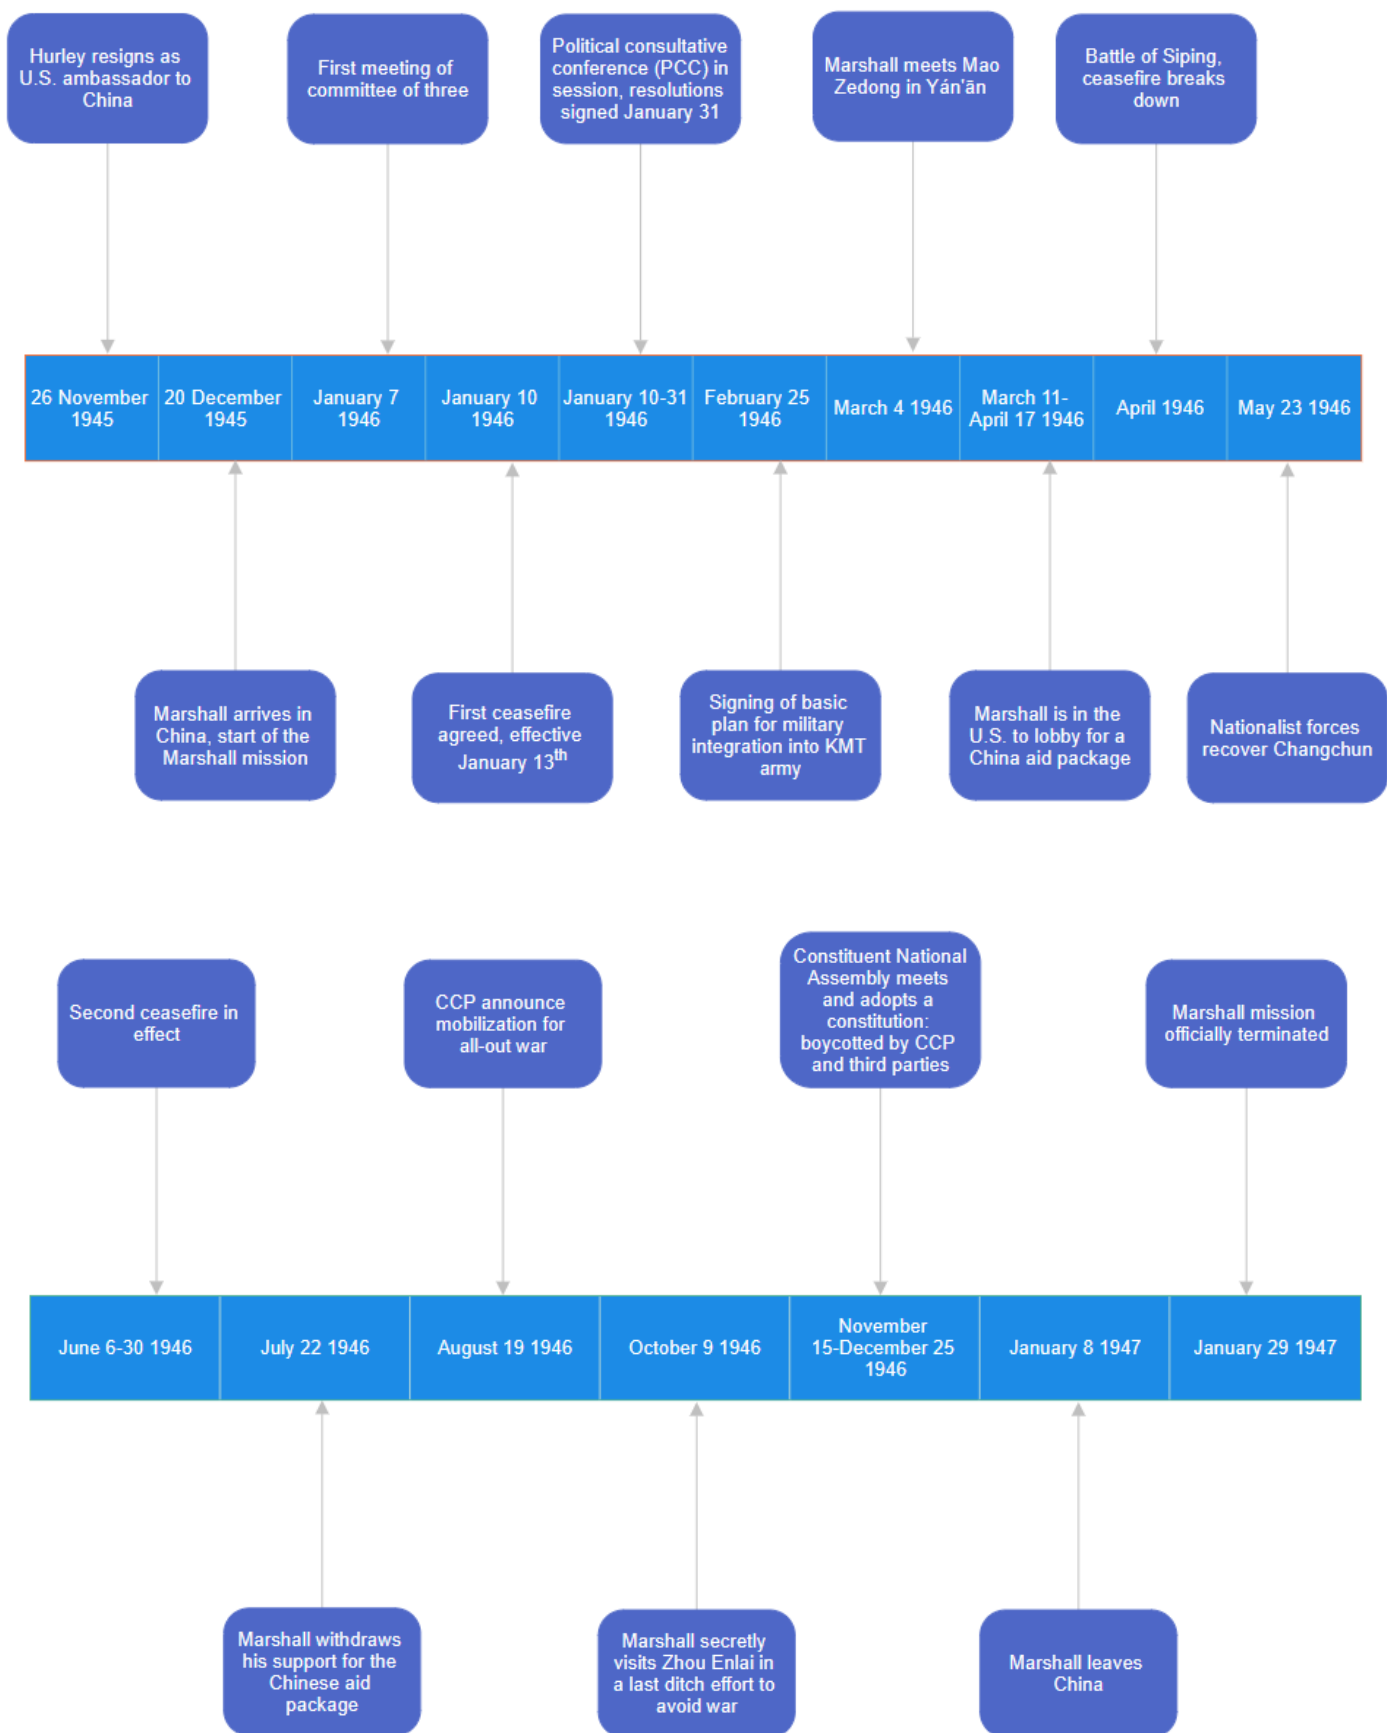 Hurley resigns as
U.S. ambassador to
China
First meeting of
committee of three
Political consultative
conference (PCC) in
session, resolutions
signed January 31
Marshall meets Mao
Zedong in Yán'ān
Battle of Siping,
ceasefire breaks
down
26 November
1945
20 December
1945
January 7
1946
January 10
1946
January 10-31
1946
February 25
1946
March 4 1946
March 11-
April 17 1946
April 1946
May 23 1946
Marshall arrives in
China, start of the
Marshall mission
First ceasefire
agreed, effective
January 13th
Signing of basic
plan for military
integration into KMT
army
Marshall is in the
U.S. to lobby for a
China aid package
Nationalist forces
recover Changchun
Second ceasefire in
effect
CCP announce
mobilization for
all-out war
Constituent National
Assembly meets
and adopts a
constitution:
boycotted by CCP
and third parties
Marshall mission
officially terminated
June 6-30 1946
July 22 1946
August 19 1946
October 9 1946
November
15-December 25
1946
January 8 1947
January 29 1947
Marshall withdraws
his support for the
Chinese aid
package
Marshall secretly
visits Zhou Enlai in
a last ditch effort to
avoid war
Marshall leaves
China